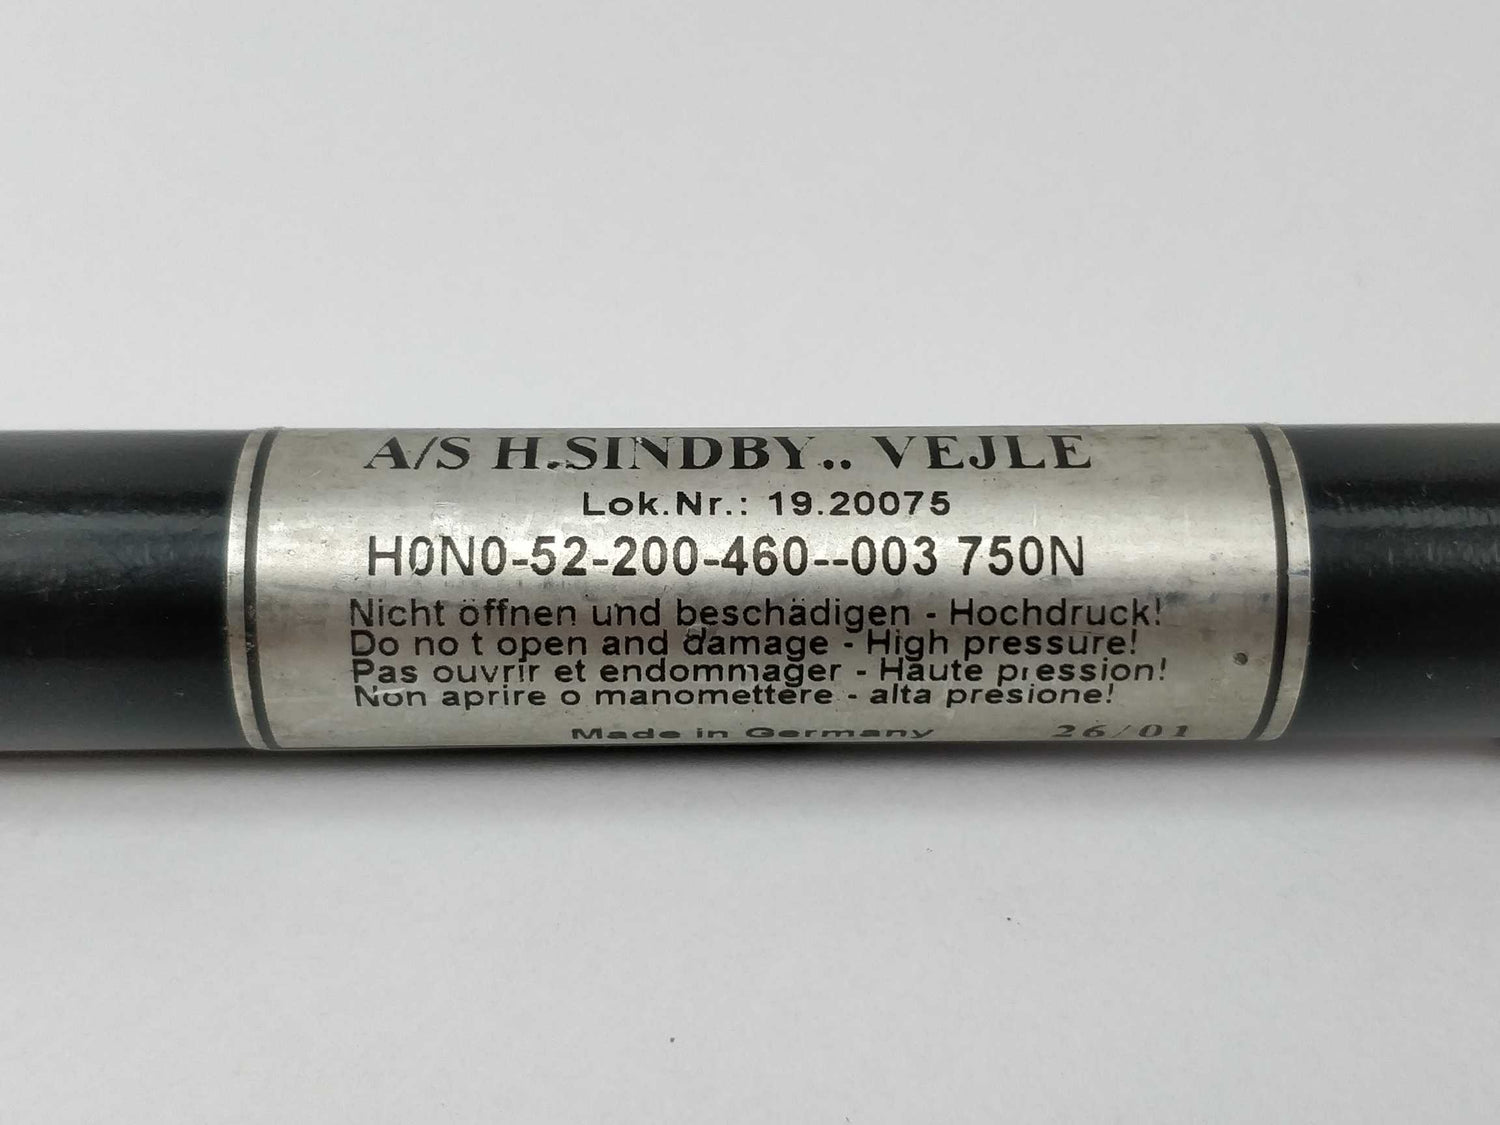 A/S H.SINDBY.. VEJLE
Lok.Nr.: 19.20075
H0N0-52-200-460--003 750N
Nicht öffnen und beschädigen - Hochdruck!
Do no t open and damage - High pressure!
Pas ouvrir et endommager - Haute pression!
Non aprire o manomettere - alta presione!
Made in Germany 26/01